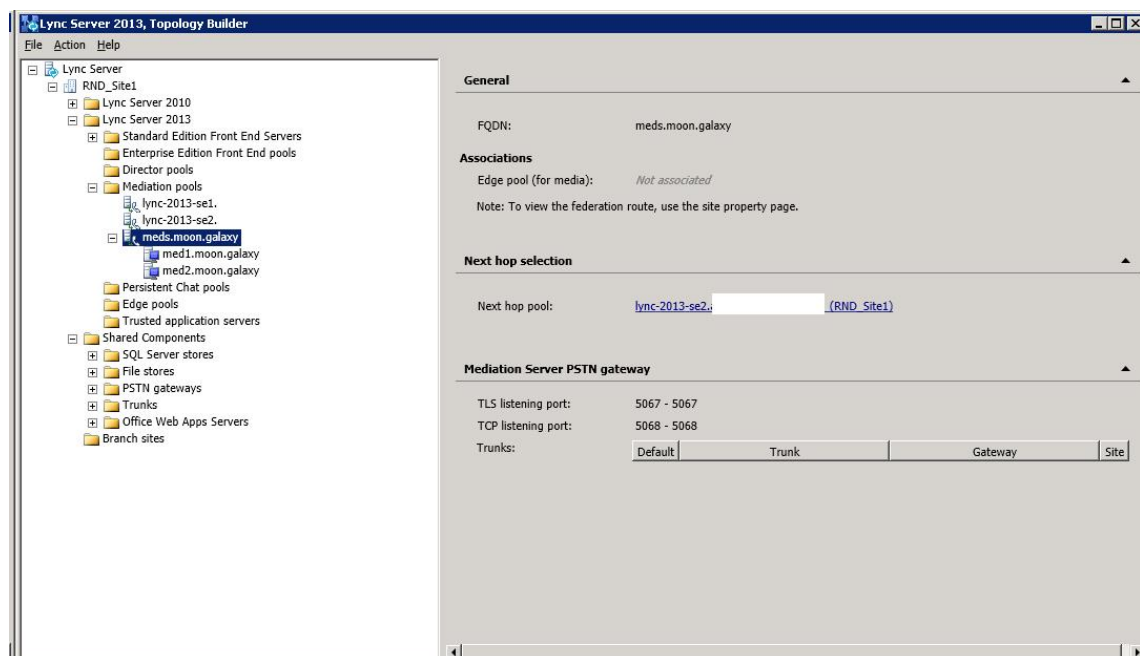 Lync Server 2013, Topology Builder
File Action Help
Lync Server
RND_Site1
Lync Server 2010
Lync Server 2013
Standard Edition Front End Servers
Enterprise Edition Front End pools
Director pools
Mediation pools
lync-2013-se1.
lync-2013-se2.
meds.moon.galaxy
med1.moon.galaxy
med2.moon.galaxy
Persistent Chat pools
Edge pools
Trusted application servers
Shared Components
SQL Server stores
File stores
PSTN gateways
Trunks
Office Web Apps Servers
Branch sites
General
FQDN: meds.moon.galaxy
Associations
Edge pool (for media): Not associated
Note: To view the federation route, use the site property page.
Next hop selection
Next hop pool: lync-2013-se2. (RND_Site1)
Mediation Server PSTN gateway
TLS listening port: 5067 - 5067
TCP listening port: 5068 - 5068
Trunks: Default Trunk Gateway Site